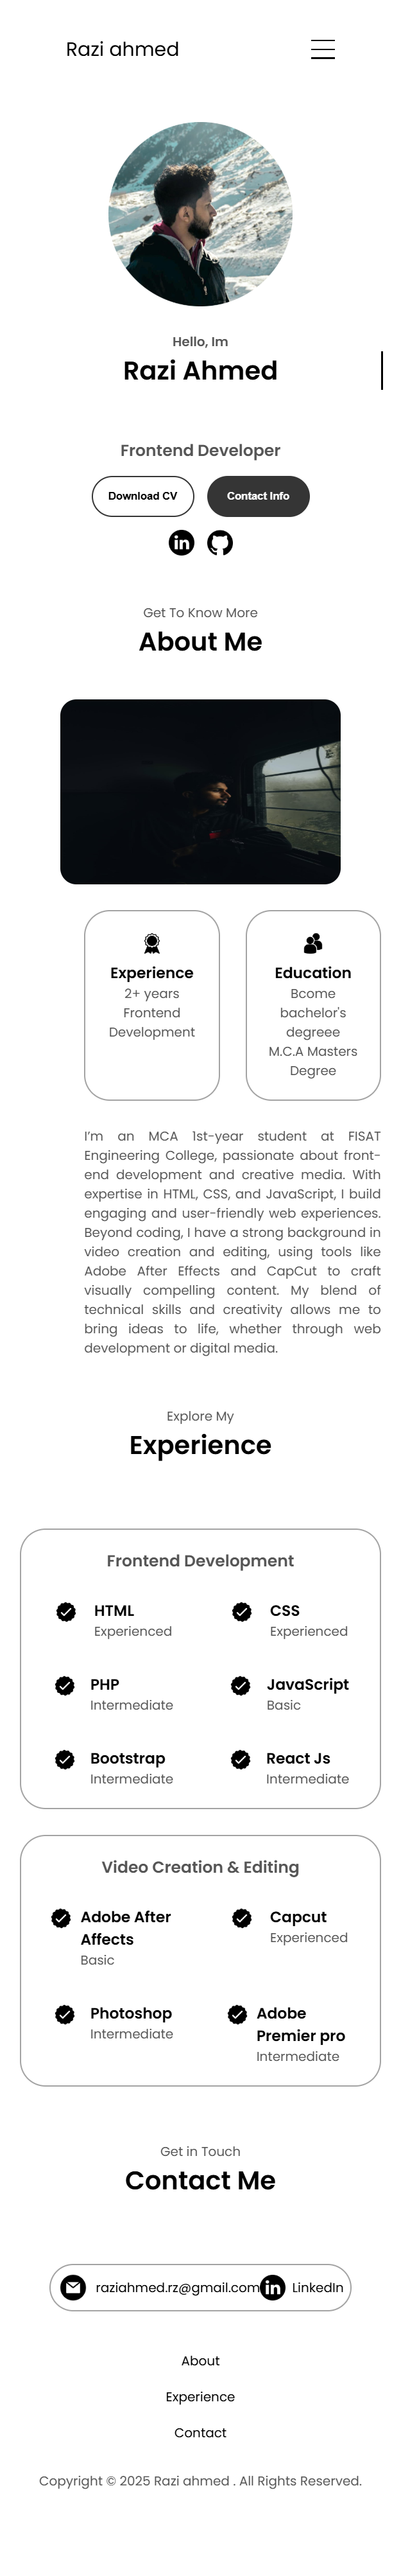 Razi ahmed
Hello, Im
Razi Ahmed
Frontend Developer
Download CV
Contact Info
Get To Know More
About Me
Experience
2+ years
Frontend
Development
Education
Bcome
bachelor's
degreee
M.C.A Masters
Degree
I’m an MCA 1st-year student at FISAT
Engineering College, passionate about front-
end development and creative media. With
expertise in HTML, CSS, and JavaScript, I build
engaging and user-friendly web experiences.
Beyond coding, I have a strong background in
video creation and editing, using tools like
Adobe After Effects and CapCut to craft
visually compelling content. My blend of
technical skills and creativity allows me to
bring ideas to life, whether through web
development or digital media.
Explore My
Experience
Frontend Development
HTML
Experienced
CSS
Experienced
PHP
Intermediate
JavaScript
Basic
Bootstrap
Intermediate
React Js
Intermediate
Video Creation & Editing
Adobe After
Affects
Basic
Capcut
Experienced
Photoshop
Intermediate
Adobe
Premier pro
Intermediate
Get in Touch
Contact Me
raziahmed.rz@gmail.com
LinkedIn
About
Experience
Contact
Copyright © 2025 Razi ahmed . All Rights Reserved.